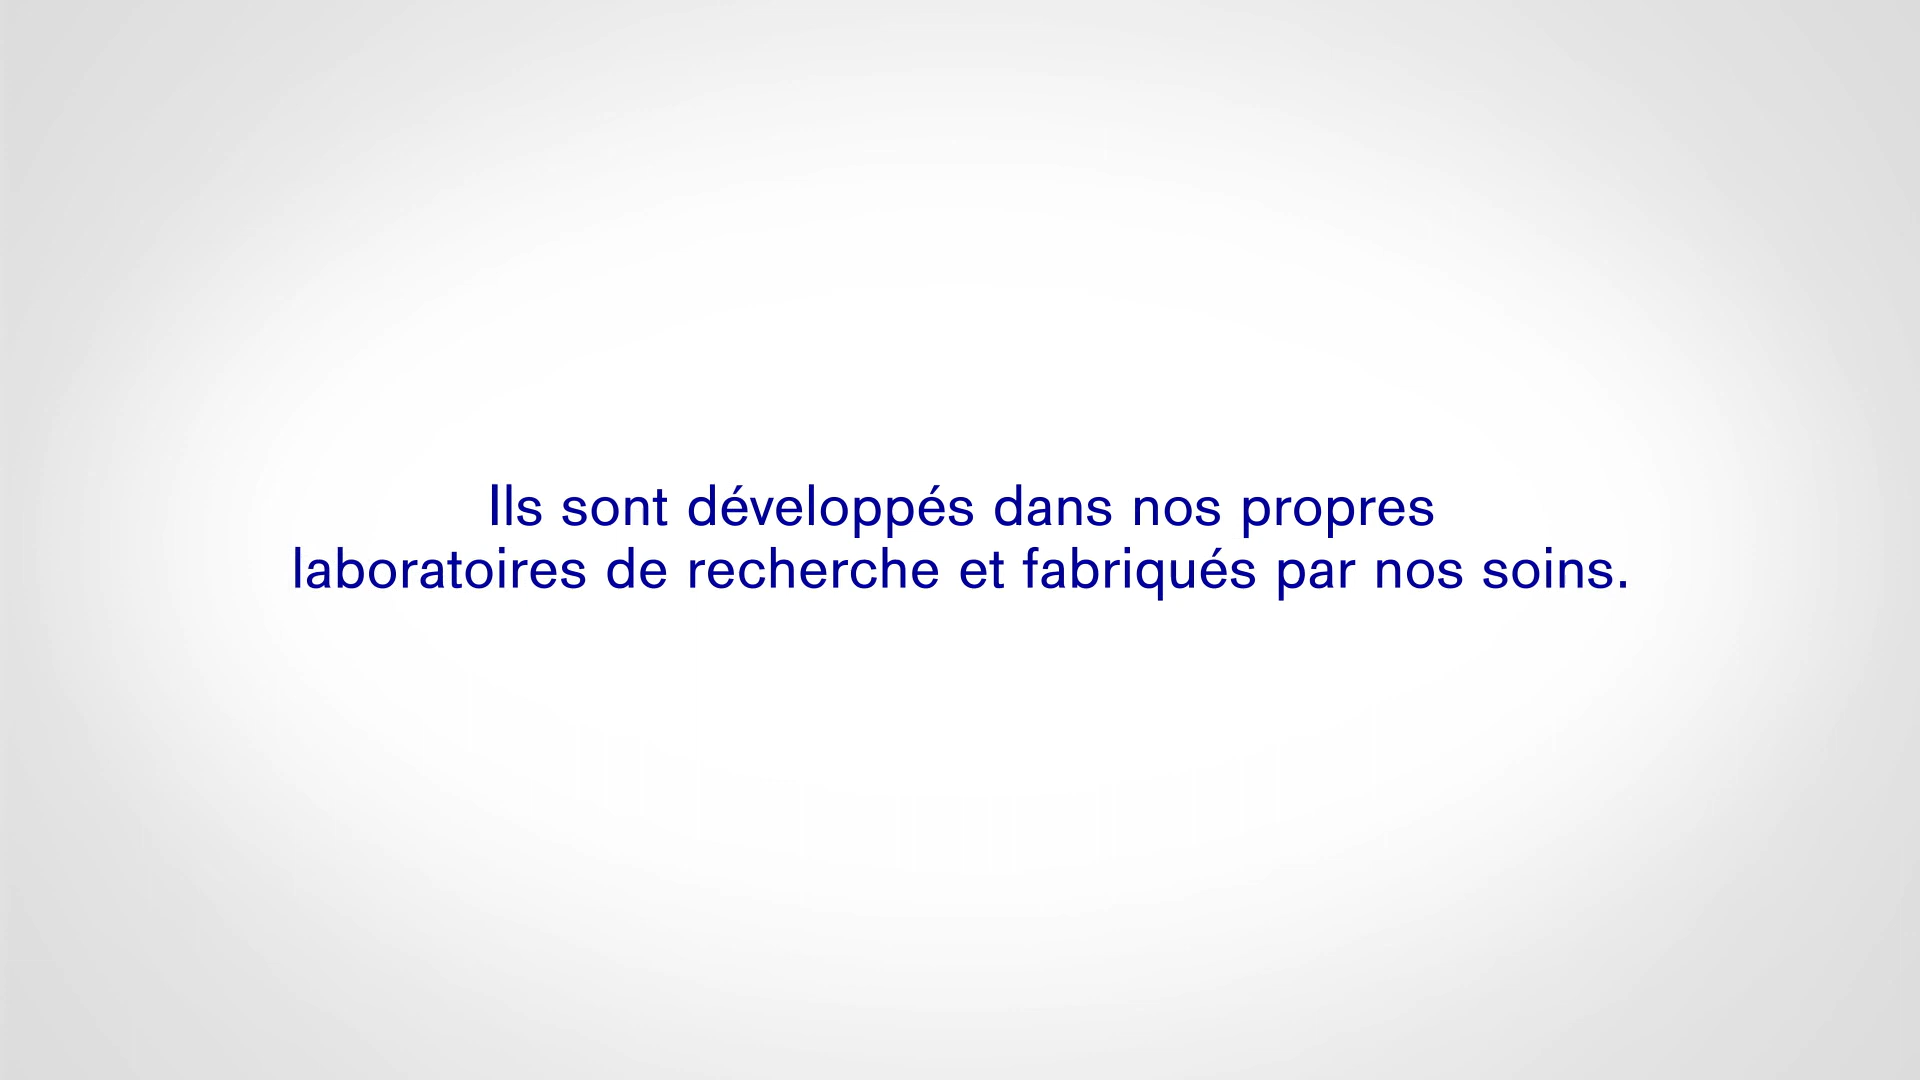 Ils sont développés dans nos propres
laboratoires de recherche et fabriqués par nos soins.